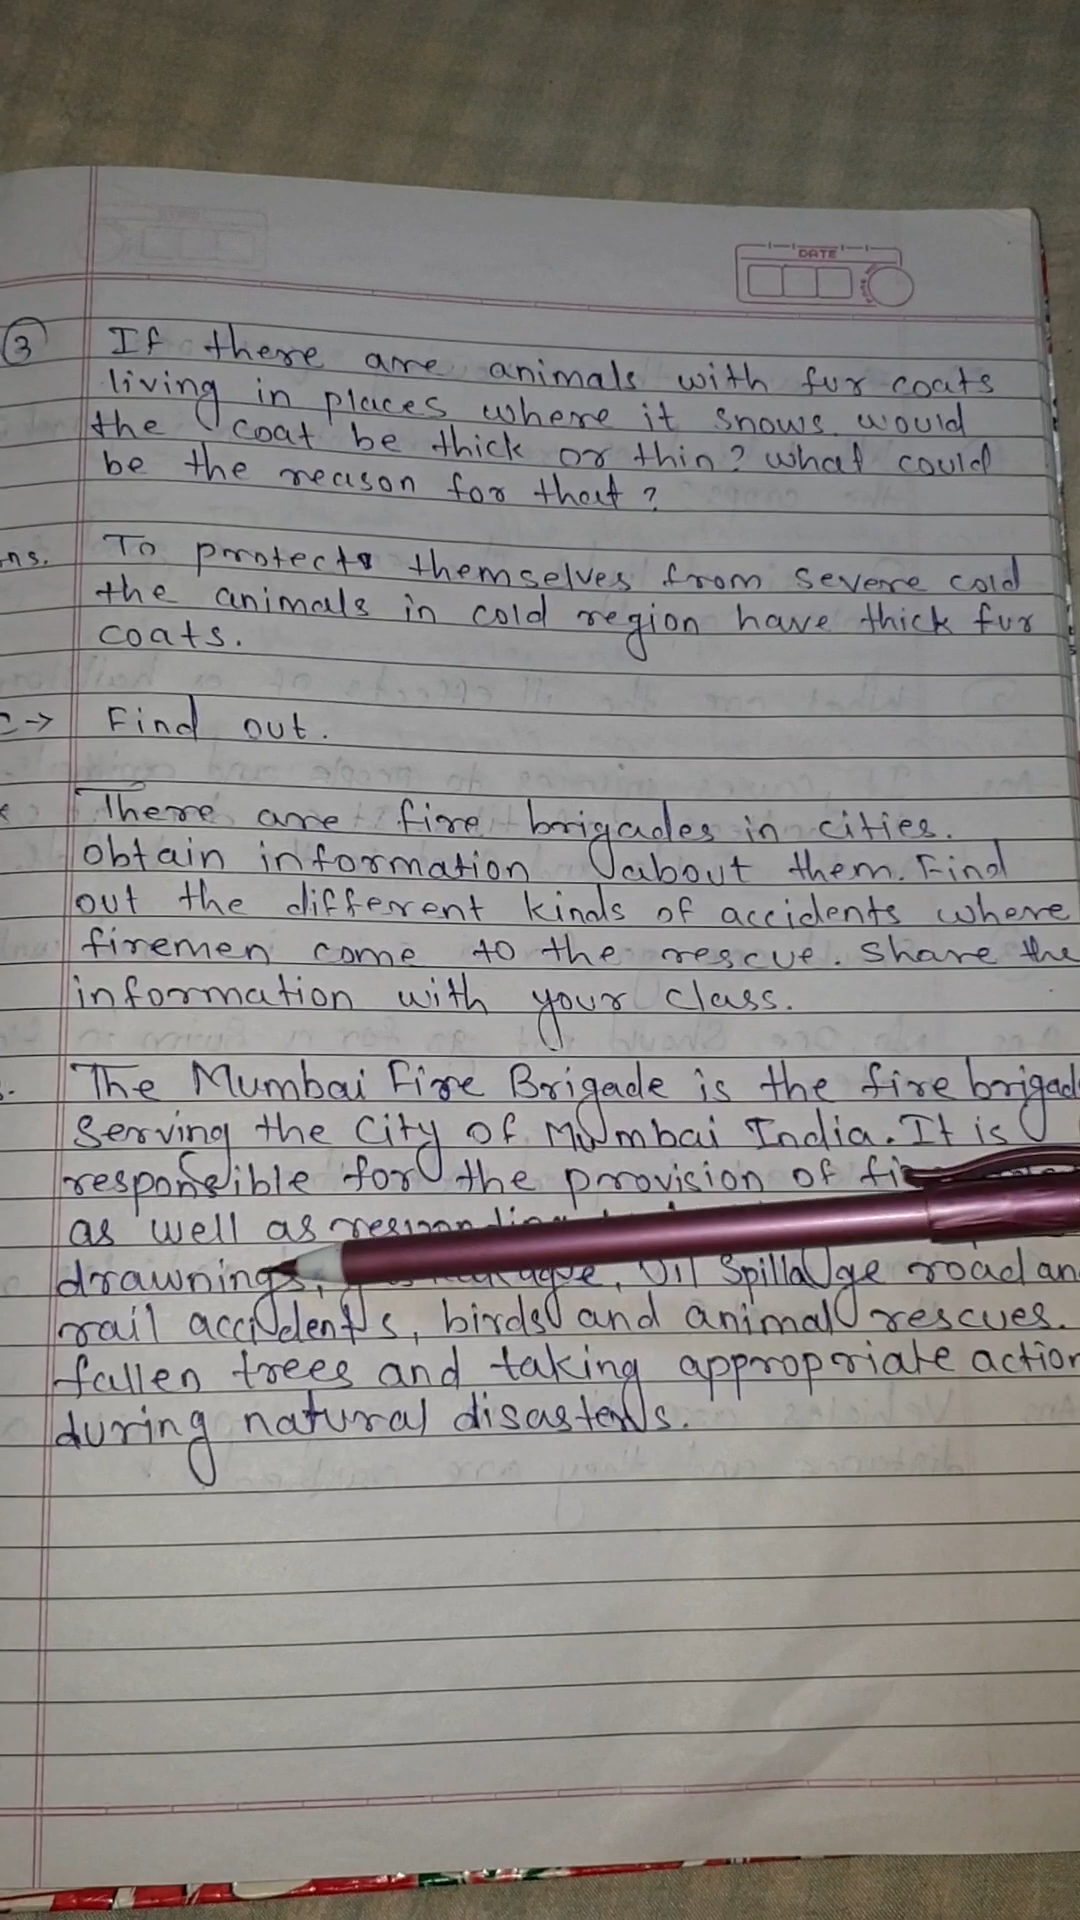 DATE
3 If there are animals with fur coats
living in places where it snows would
the coat be thick or thin? What could
be the reason for that?
ns. To protects themselves from severe cold
the animals in cold region have thick fur
coats.
→ Find out.
There are fire brigades in cities.
obtain information about them. Find
out the different kinds of accidents where
firemen come to the rescue. Share the
information with your class.
The Mumbai Fire Brigade is the fire brigad
Serving the City of Mumbai India. It is
responsible for the provision of
as well as
drawnings, Oil Spillage road an
rail accidents, birds and animal rescues.
fallen trees and taking appropriate action
during natural disasters.